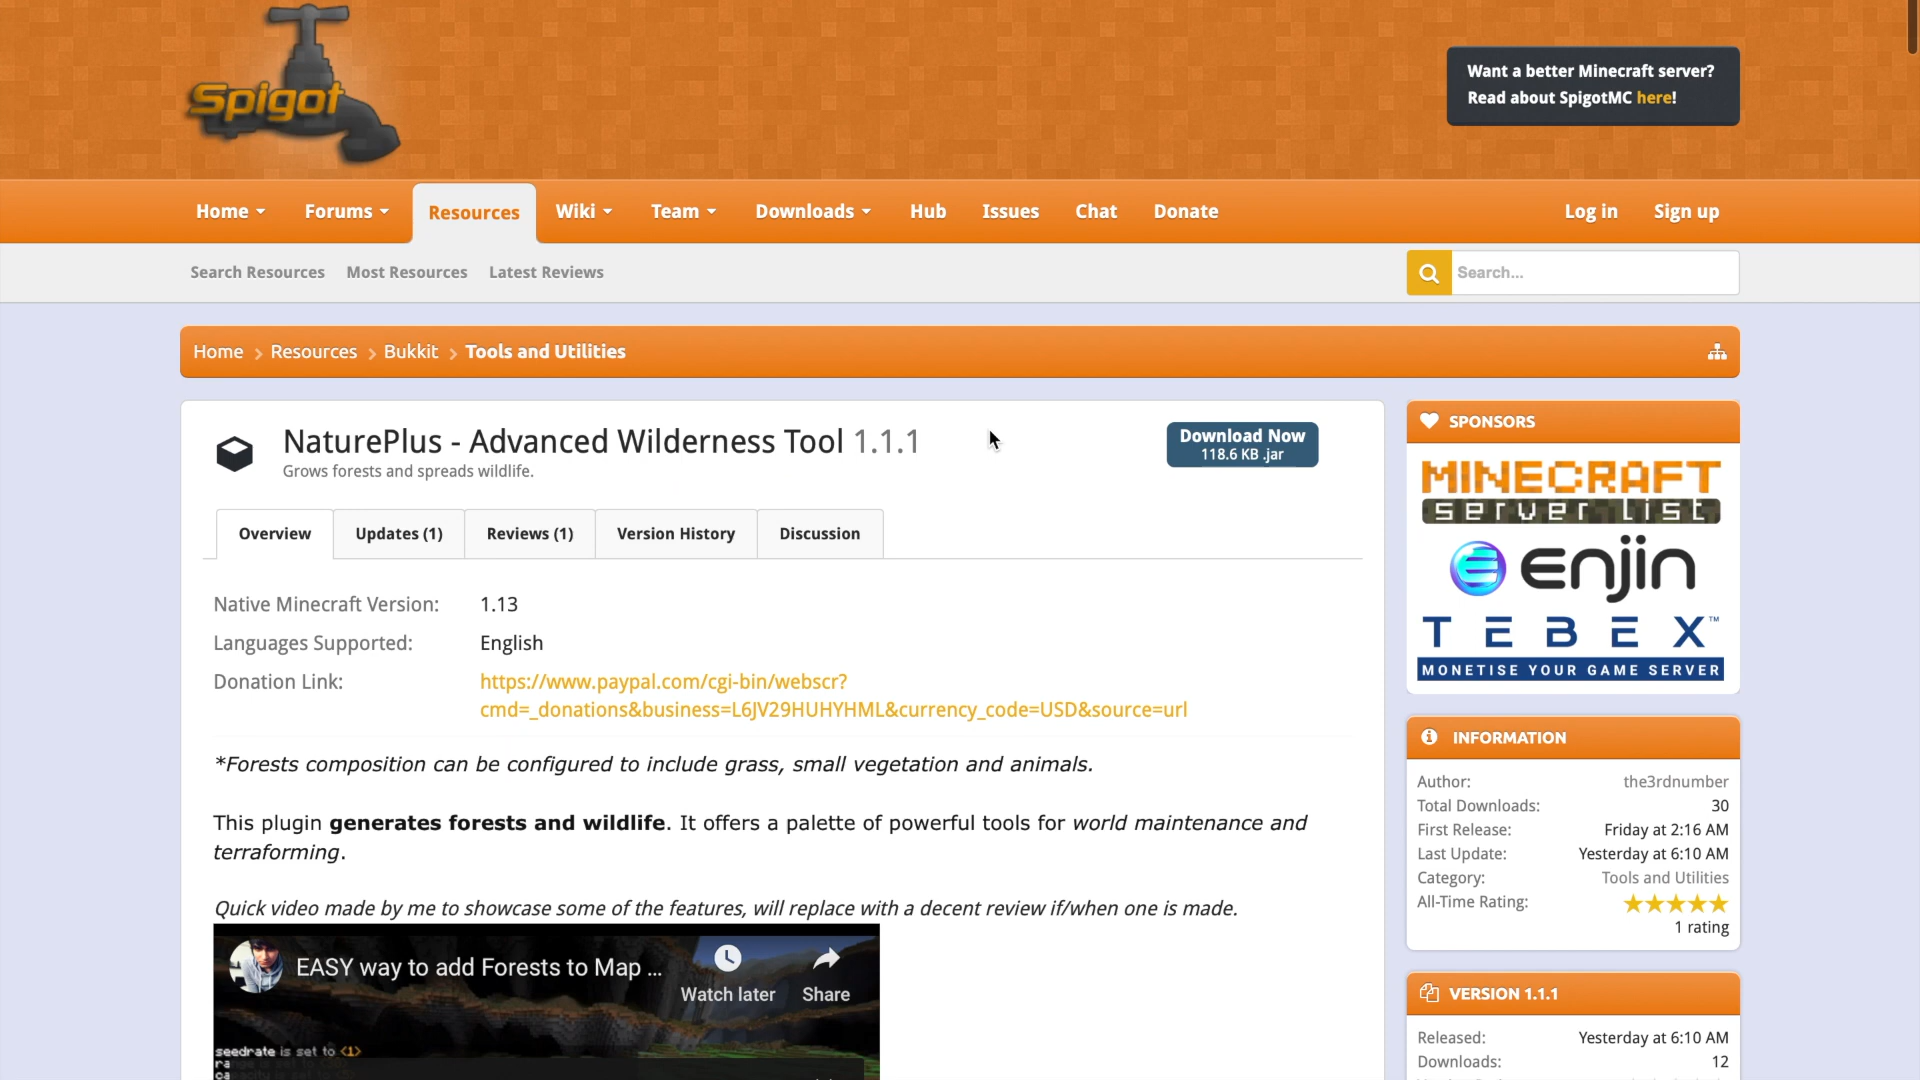 Spigot
Want a better Minecraft server?
Read about SpigotMC here!
Home
Forums
Resources
Wiki
Team
Downloads
Hub
Issues
Chat
Donate
Log in
Sign up
Search Resources
Most Resources
Latest Reviews
Search...
Home
Resources
Bukkit
Tools and Utilities
NaturePlus - Advanced Wilderness Tool 1.1.1
Grows forests and spreads wildlife.
Download Now
118.6 KB .jar
Overview
Updates (1)
Reviews (1)
Version History
Discussion
Native Minecraft Version: 1.13
Languages Supported: English
Donation Link: https://www.paypal.com/cgi-bin/webscr?
cmd=_donations&business=L6JV29HUHYHML&currency_code=USD&source=url
*Forests composition can be configured to include grass, small vegetation and animals.
This plugin generates forests and wildlife. It offers a palette of powerful tools for world maintenance and
terraforming.
Quick video made by me to showcase some of the features, will replace with a decent review if/when one is made.
EASY way to add Forests to Map ...
Watch later
Share
seedrate is set to <1>
SPONSORS
MINECRAFT
server list
enjin
TEBEX™
MONETISE YOUR GAME SERVER
INFORMATION
Author: the3rdnumber
Total Downloads: 30
First Release: Friday at 2:16 AM
Last Update: Yesterday at 6:10 AM
Category: Tools and Utilities
All-Time Rating:
1 rating
VERSION 1.1.1
Released: Yesterday at 6:10 AM
Downloads: 12